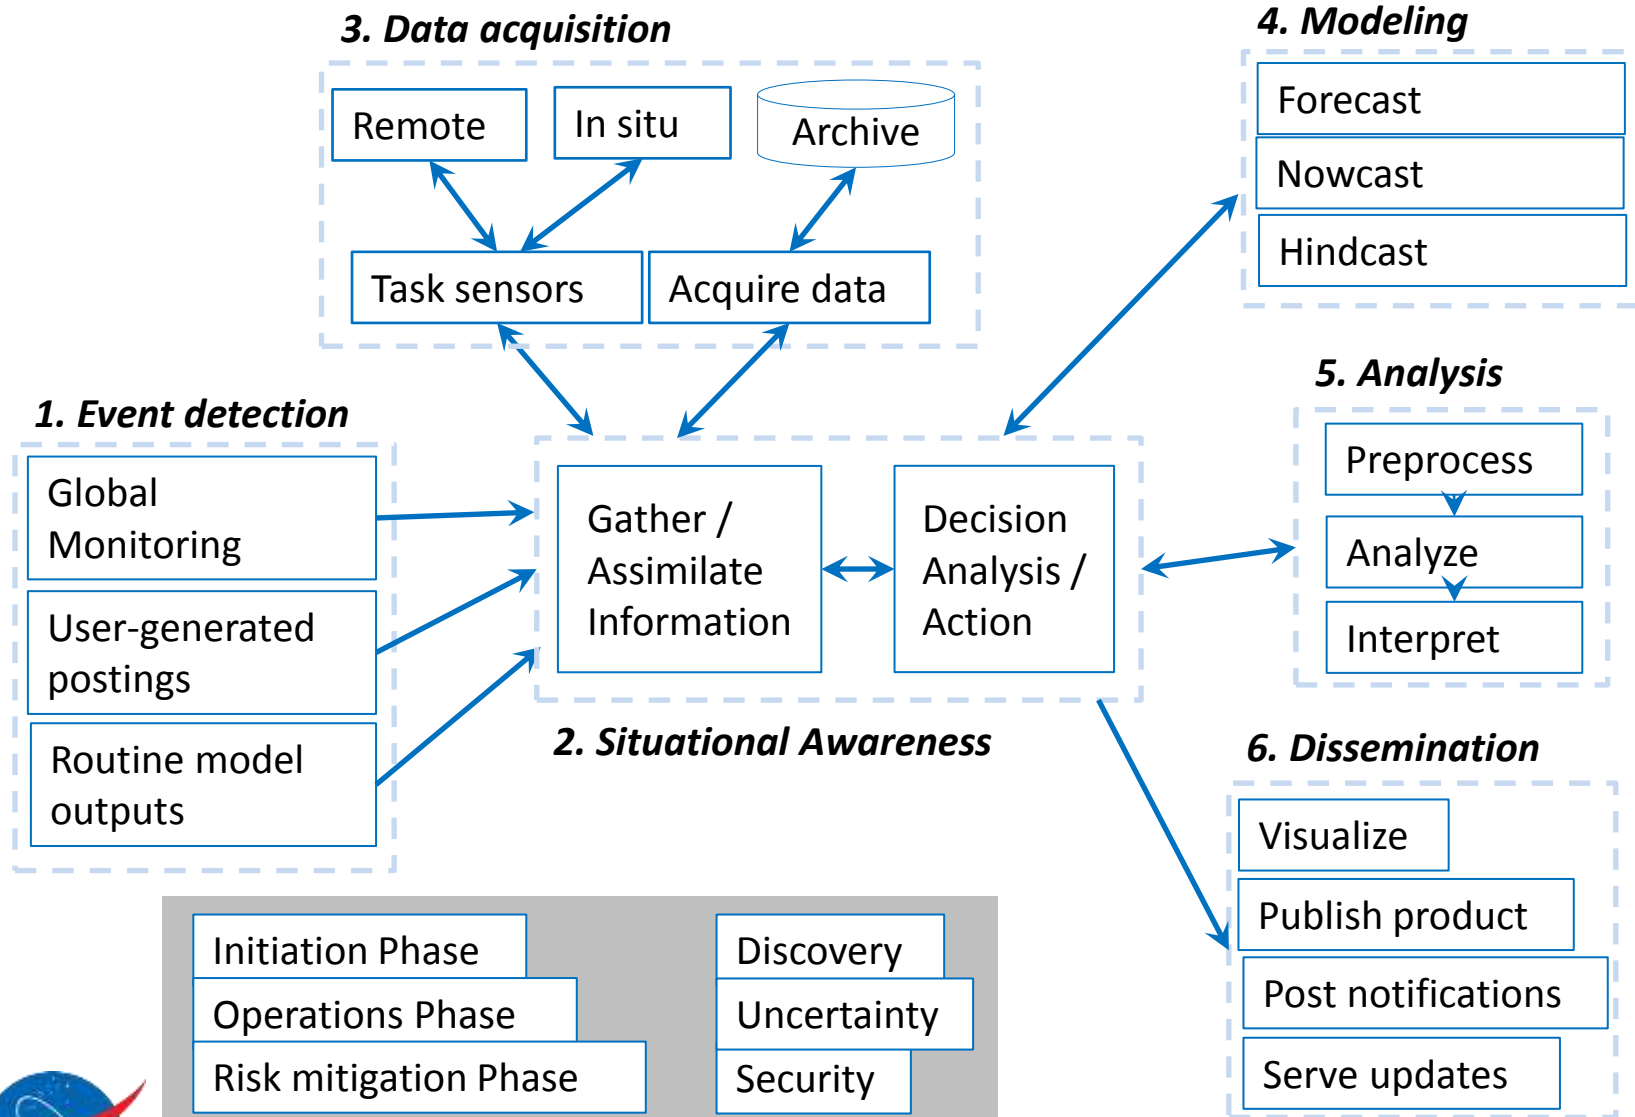 3. Data acquisition
Remote
In situ
Archive
Task sensors
Acquire data
4. Modeling
Forecast
Nowcast
Hindcast
1. Event detection
Global
Monitoring
User-generated
postings
Routine model
outputs
Gather /
Assimilate
Information
Decision
Analysis /
Action
2. Situational Awareness
5. Analysis
Preprocess
Analyze
Interpret
6. Dissemination
Visualize
Publish product
Post notifications
Serve updates
Initiation Phase
Operations Phase
Risk mitigation Phase
Discovery
Uncertainty
Security